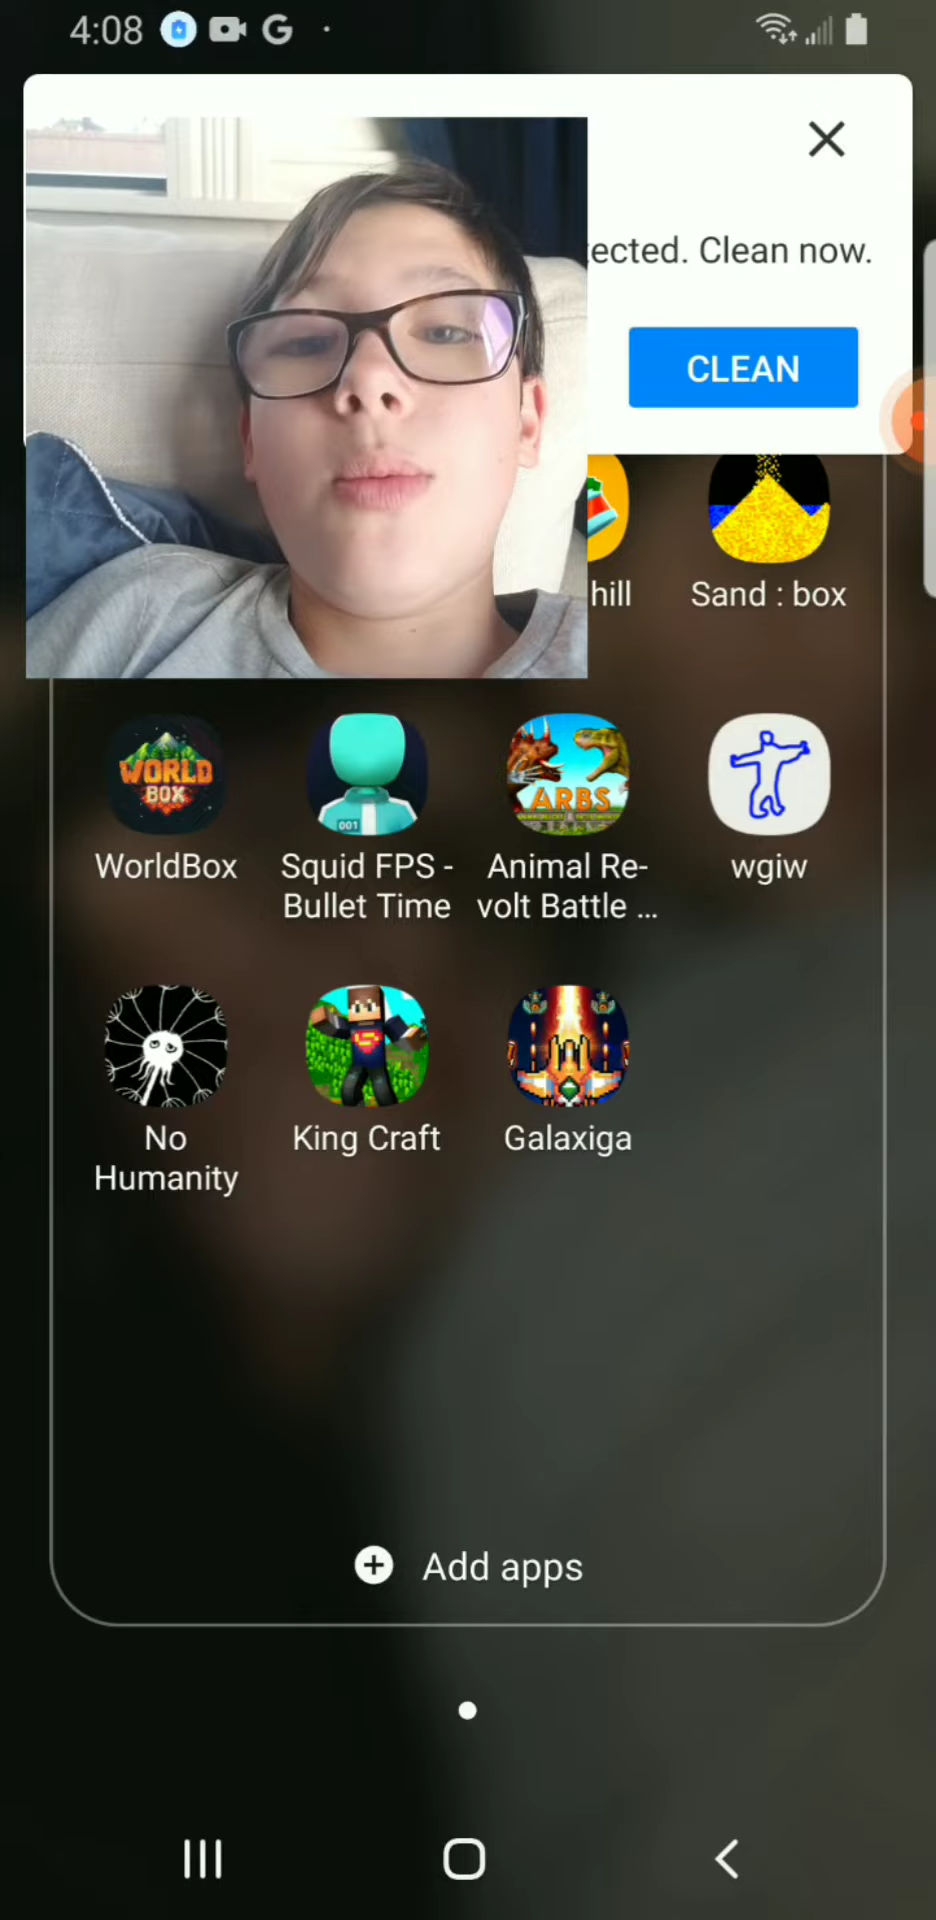 4:08
Clean now.
CLEAN
hill
Sand : box
WORLD
BOX
001
ARBS
WorldBox
Squid FPS -
Bullet Time
Animal Re-
volt Battle ...
wgiw
No
Humanity
King Craft
Galaxiga
Add apps